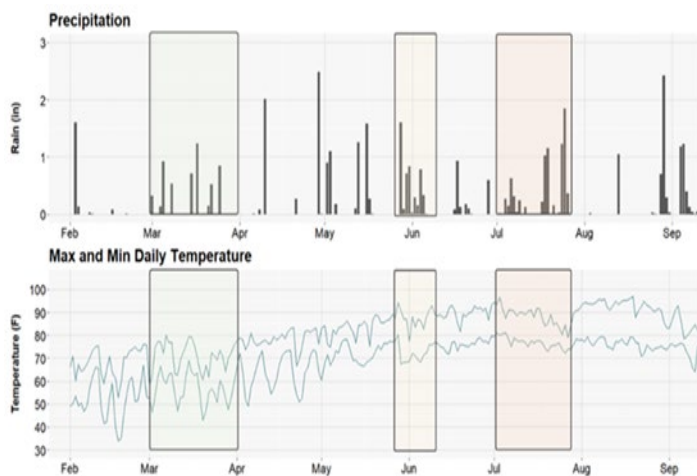 Precipitation
3
2
1
0
Rain (in)
Feb Mar Apr May Jun Jul Aug Sep
Max and Min Daily Temperature
100
90
80
70
60
50
40
30
Temperature (F)
Feb Mar Apr May Jun Jul Aug Sep